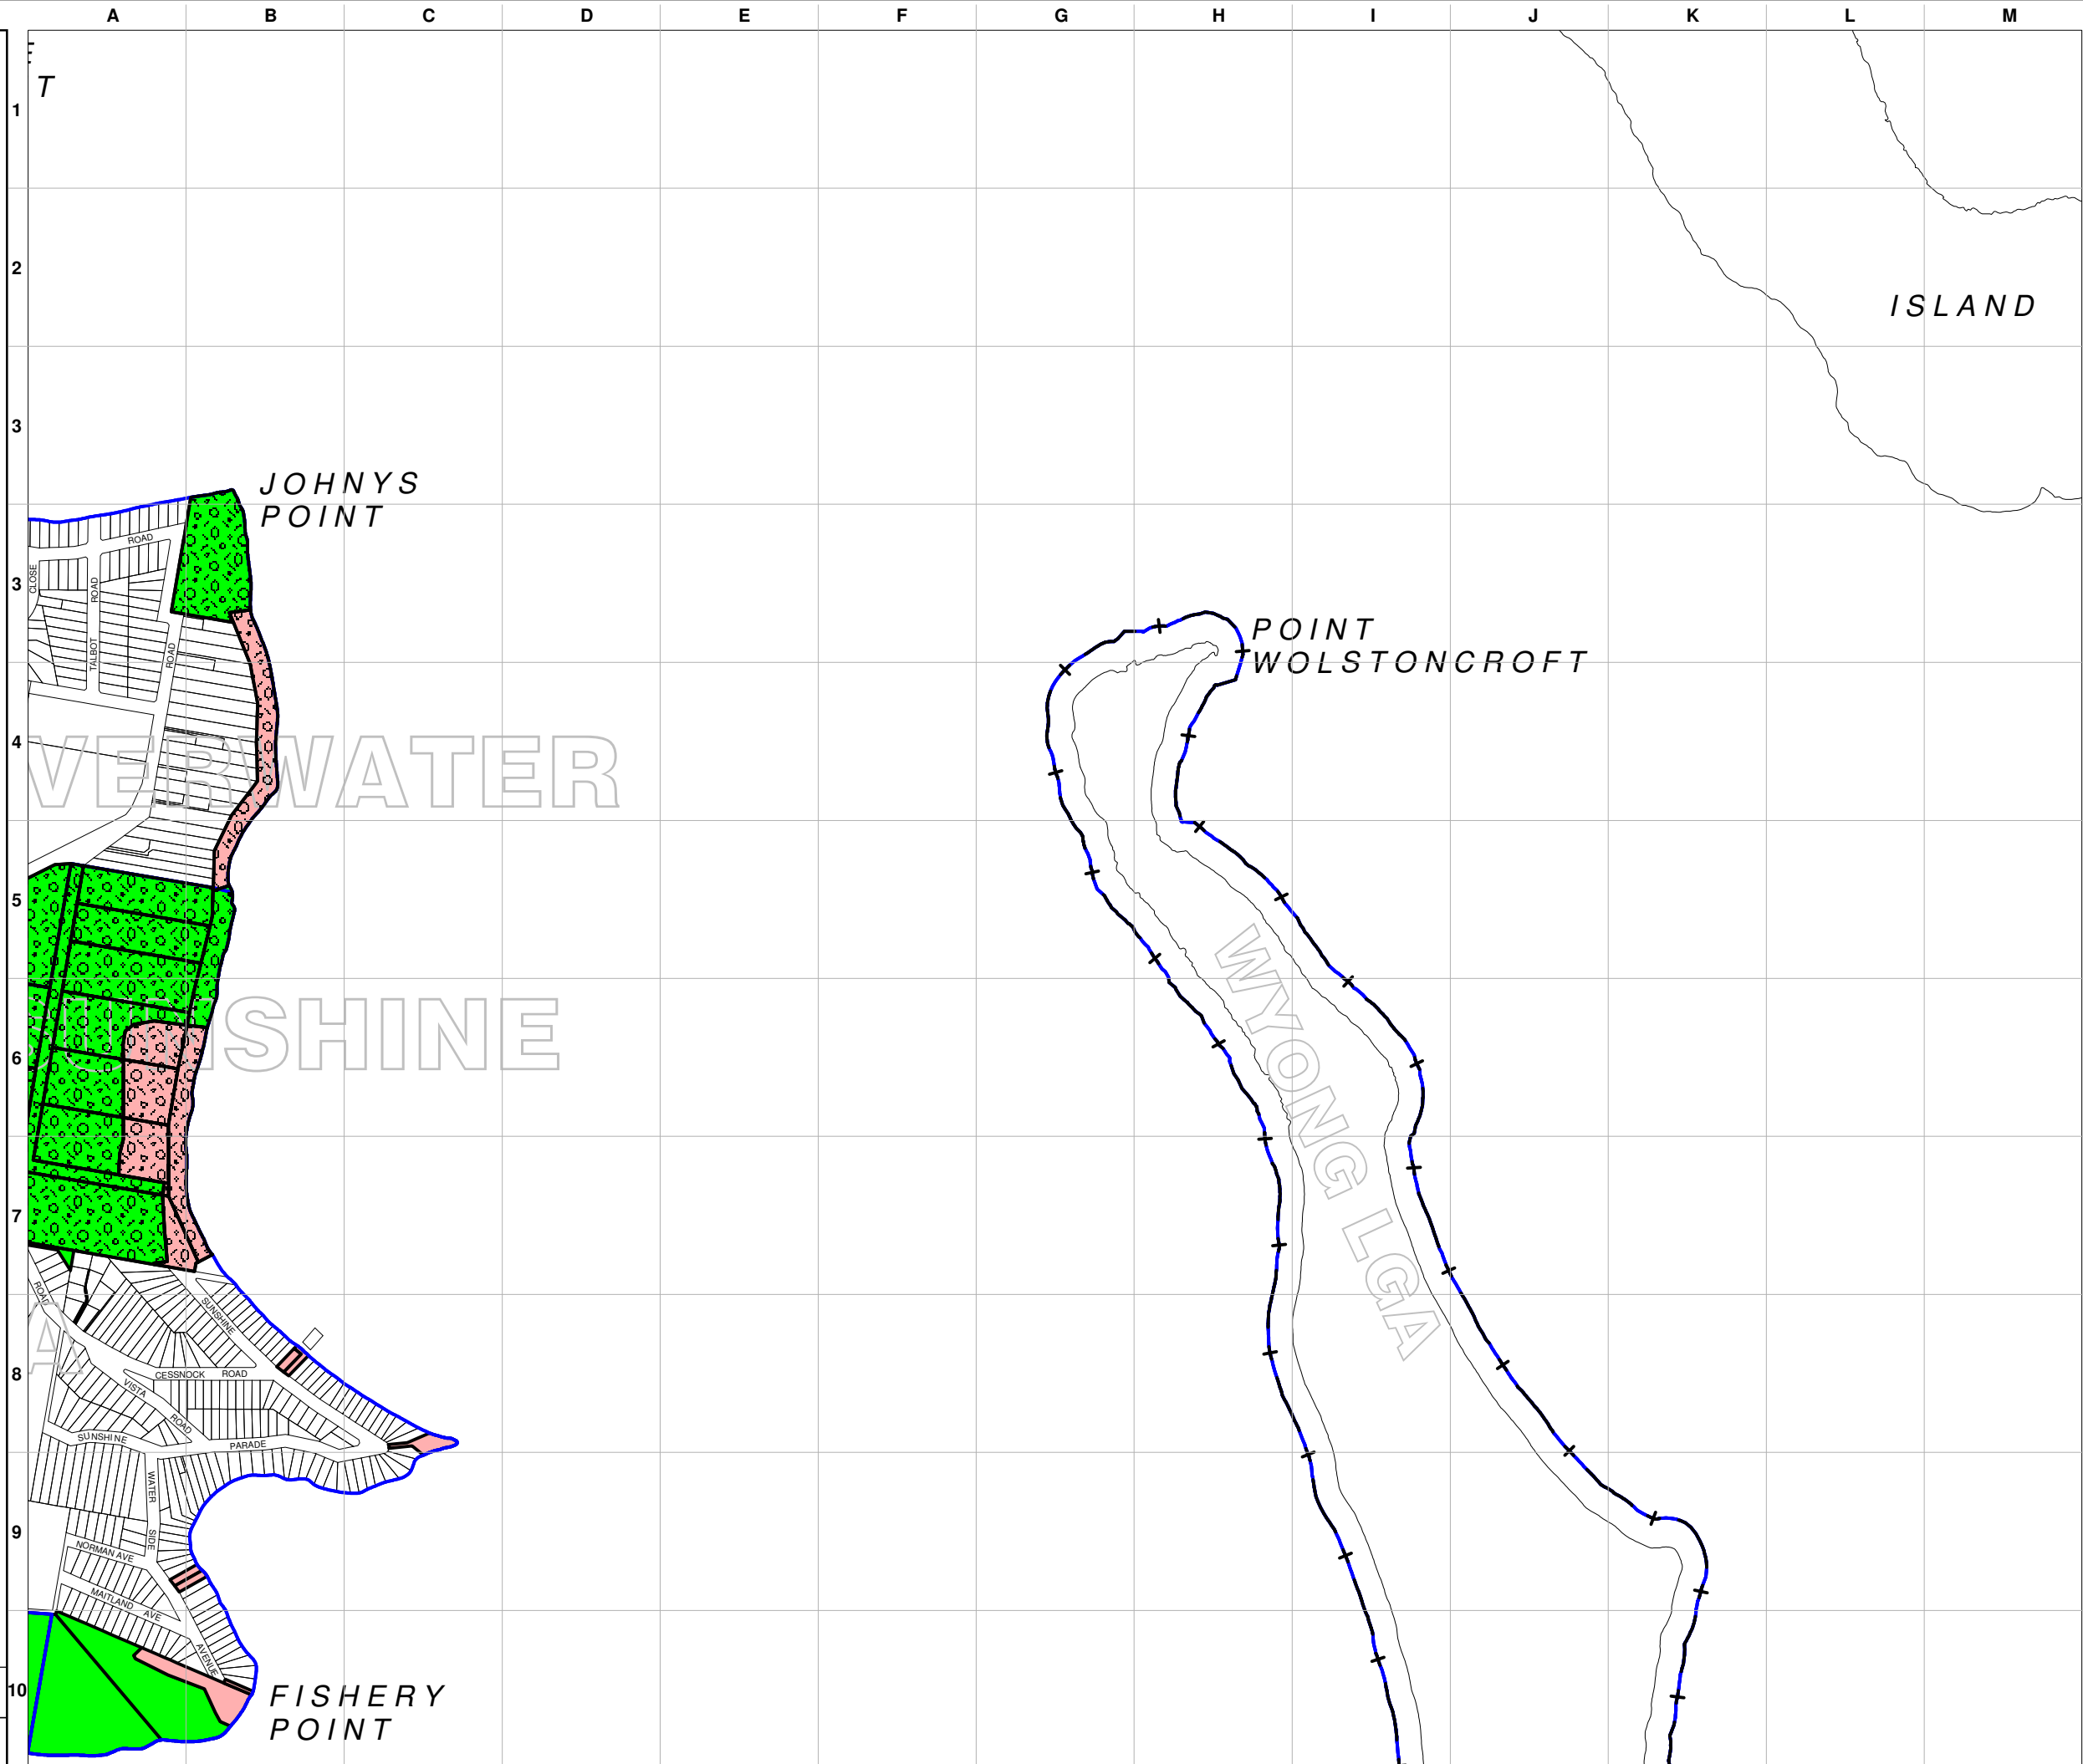 A B C D E F G H I J K L M
T
1
2
ISLAND
3
JOHNYS
POINT
ROAD
3
CLOSE
ROAD
TALBOT
ROAD
POINT
WOLSTONCROFT
4
VERWATER
5
SUNSHINE
6
WYONG LGA
7
ROAD
SUNSHINE
A
8
CESSNOCK ROAD
VISTA
ROAD
SUNSHINE
PARADE
WATER
SIDE
9
NORMAN AVE
MAITLAND AVE
AVENUE
10
FISHERY
POINT